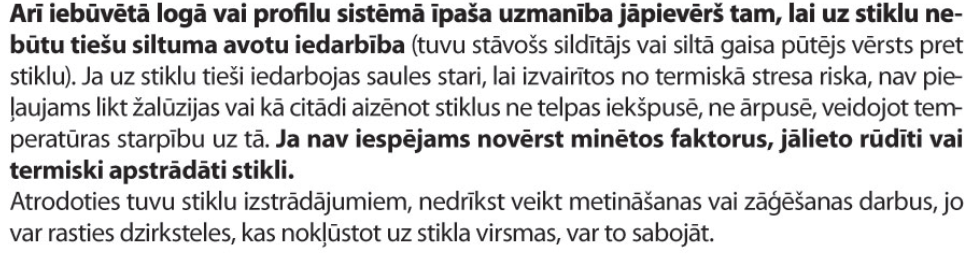 Arī iebūvētā logā vai profilu sistēmā īpaša uzmanība jāpievērš tam, lai uz stiklu ne-
būtu tiešu siltuma avotu iedarbība (tuvu stāvošs sildītājs vai siltā gaisa pūtējs vērsts pret
stiklu). Ja uz stiklu tieši iedarbojas saules stari, lai izvairītos no termiskā stresa riska, nav pie-
ļaujams likt žalūzijas vai kā citādi aizēnot stiklus ne telpas iekšpusē, ne ārpusē, veidojot tem-
peratūras starpību uz tā. Ja nav iespējams novērst minētos faktorus, jālieto rūdīti vai
termiski apstrādāti stikli.
Atrodoties tuvu stiklu izstrādājumiem, nedrīkst veikt metināšanas vai zāģēšanas darbus, jo
var rasties dzirksteles, kas nokļūstot uz stikla virsmas, var to sabojāt.